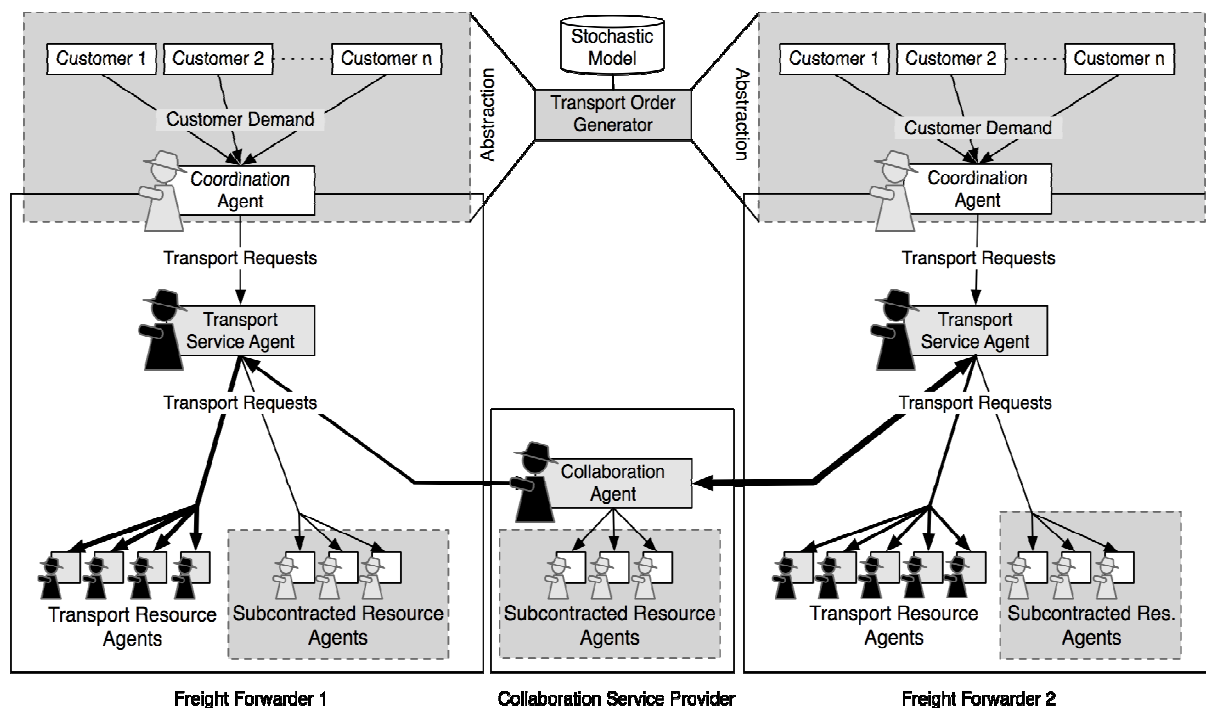 Customer 1
Customer 2
Customer n
Customer Demand
Coordination
Agent
Abstraction
Stochastic
Model
Transport Order
Generator
Abstraction
Customer 1
Customer 2
Customer n
Customer Demand
Coordination
Agent
Transport Requests
Transport
Service Agent
Transport Requests
Transport Resource
Agents
Subcontracted Resource
Agents
Collaboration
Agent
Subcontracted Resource
Agents
Transport Requests
Transport
Service Agent
Transport Requests
Transport Resource
Agents
Subcontracted Res.
Agents
Freight Forwarder 1
Collaboration Service Provider
Freight Forwarder 2